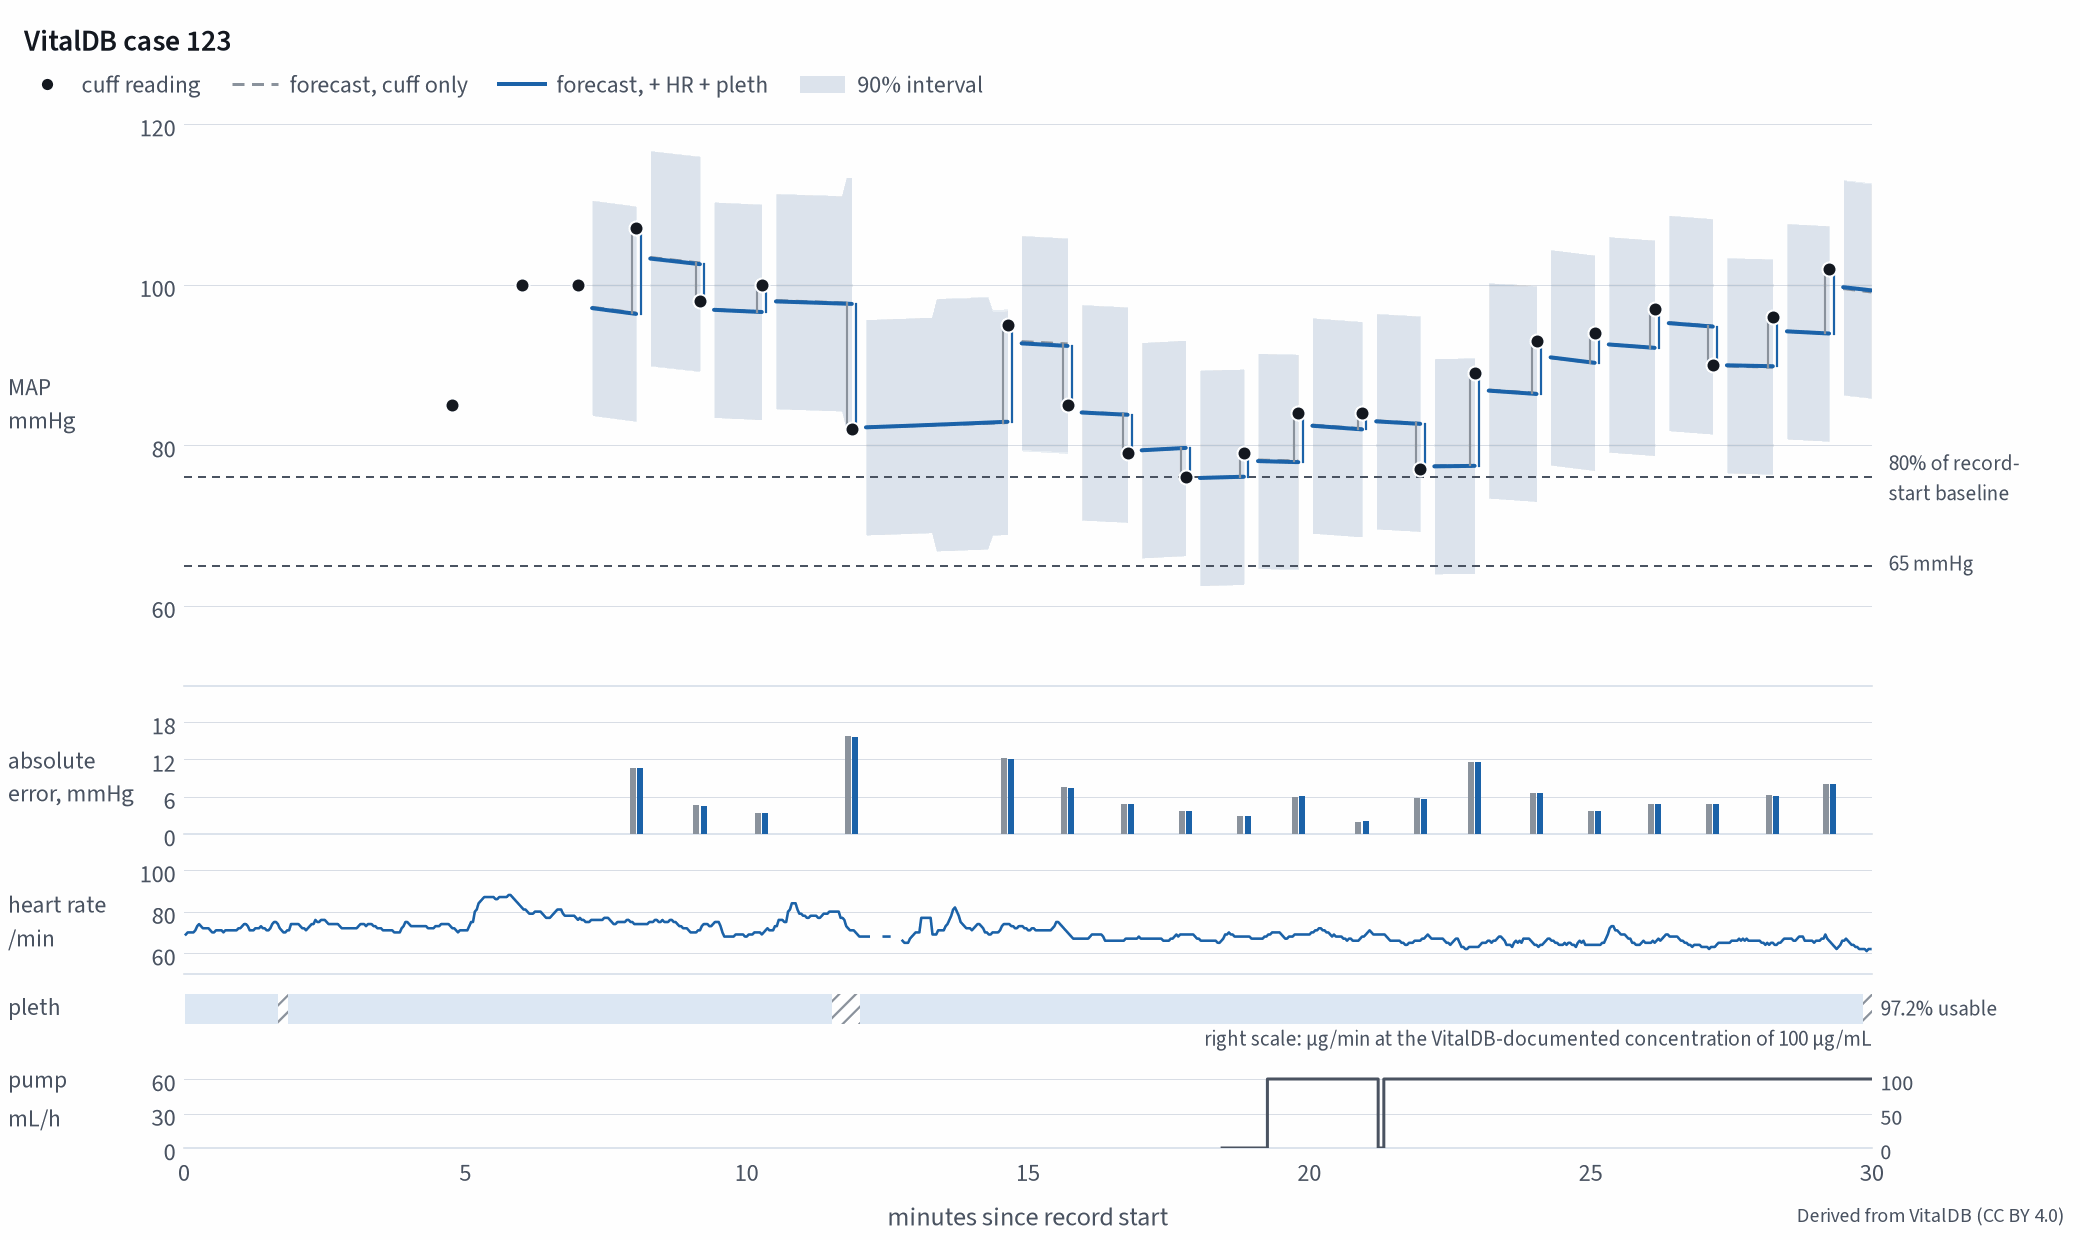 VitalDB case 123
cuff reading
forecast, cuff only
forecast, + HR + pleth
90% interval
120
100
80
60
MAP
mmHg
80% of record-
start baseline
65 mmHg
absolute
error, mmHg
18
12
6
0
heart rate
/min
100
80
60
pleth
97.2% usable
right scale: µg/min at the VitalDB-documented concentration of 100 µg/mL
pump
mL/h
60
30
0
100
50
0
0 5 10 15 20 25 30
minutes since record start
Derived from VitalDB (CC BY 4.0)